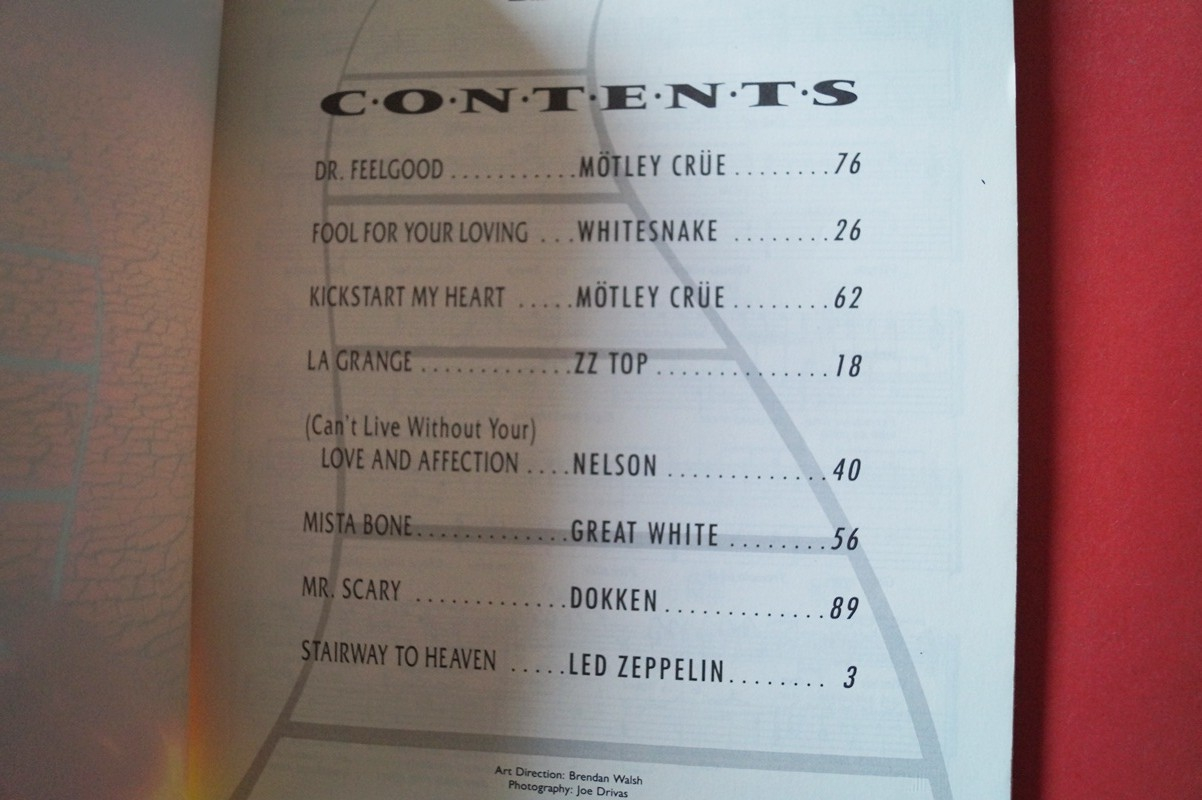 C·O·N·T·E·N·T·S
DR. FEELGOOD ........... MÖTLEY CRÜE ........ 76
FOOL FOR YOUR LOVING ... WHITESNAKE ........ 26
KICKSTART MY HEART ..... MÖTLEY CRÜE ........ 62
LA GRANGE ............. ZZ TOP .............. 18
(Can't Live Without Your)
LOVE AND AFFECTION .... NELSON ............. 40
MISTA BONE ............. GREAT WHITE ........ 56
MR. SCARY ............. DOKKEN ............. 89
STAIRWAY TO HEAVEN ..... LED ZEPPELIN ........ 3
Art Direction: Brendan Walsh
Photography: Joe Drivas